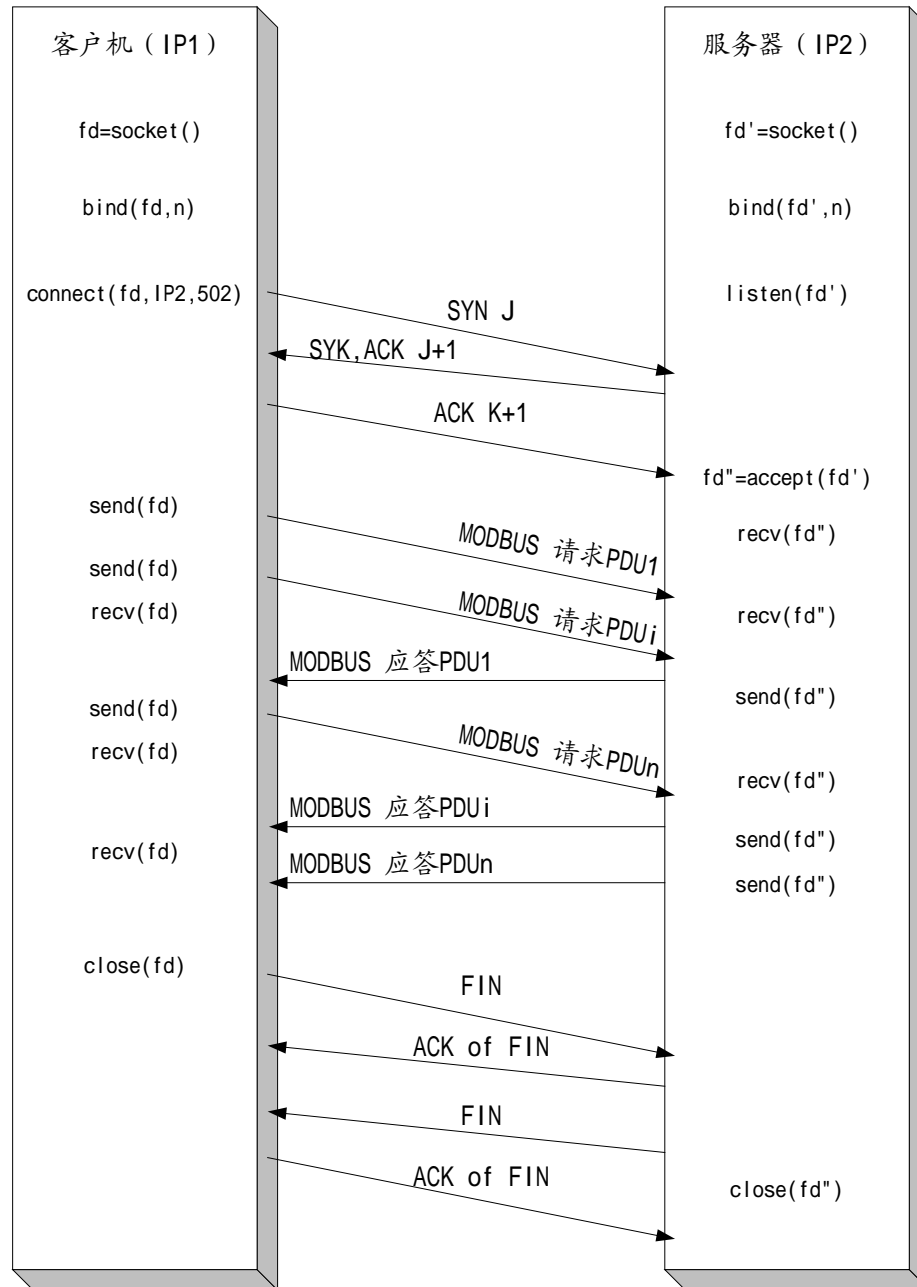 客户机（IP1）
服务器（IP2）
fd=socket()
fd'=socket()
bind(fd,n)
bind(fd',n)
connect(fd,IP2,502)
listen(fd')
SYN J
SYK,ACK J+1
ACK K+1
fd"=accept(fd')
send(fd)
recv(fd")
MODBUS 请求PDU1
send(fd)
recv(fd)
recv(fd")
MODBUS 请求PDUi
MODBUS 应答PDU1
send(fd")
send(fd)
recv(fd)
MODBUS 请求PDUn
recv(fd")
MODBUS 应答PDUi
send(fd")
recv(fd)
MODBUS 应答PDUn
send(fd")
close(fd)
FIN
ACK of FIN
FIN
ACK of FIN
close(fd")